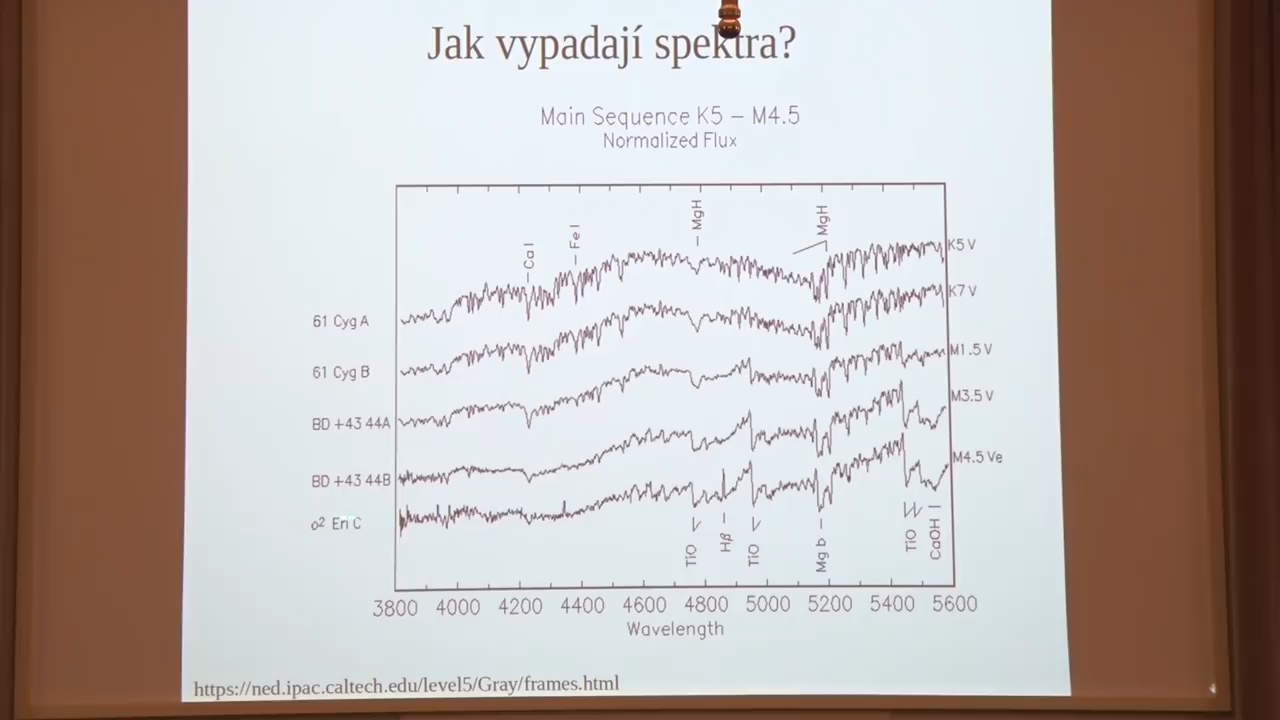 Jak vypadají spektra?
Main Sequence K5 – M4.5
Normalized Flux
MgH
MgH
Fe I
Ca I
K5 V
K7 V
61 Cyg A
M1.5 V
61 Cyg B
M3.5 V
BD +43 44A
M4.5 Ve
BD +43 44B
o² Eri C
TiO
Hβ
TiO
Mg b
TiO
CaOH
3800 4000 4200 4400 4600 4800 5000 5200 5400 5600
Wavelength
https://ned.ipac.caltech.edu/level5/Gray/frames.html